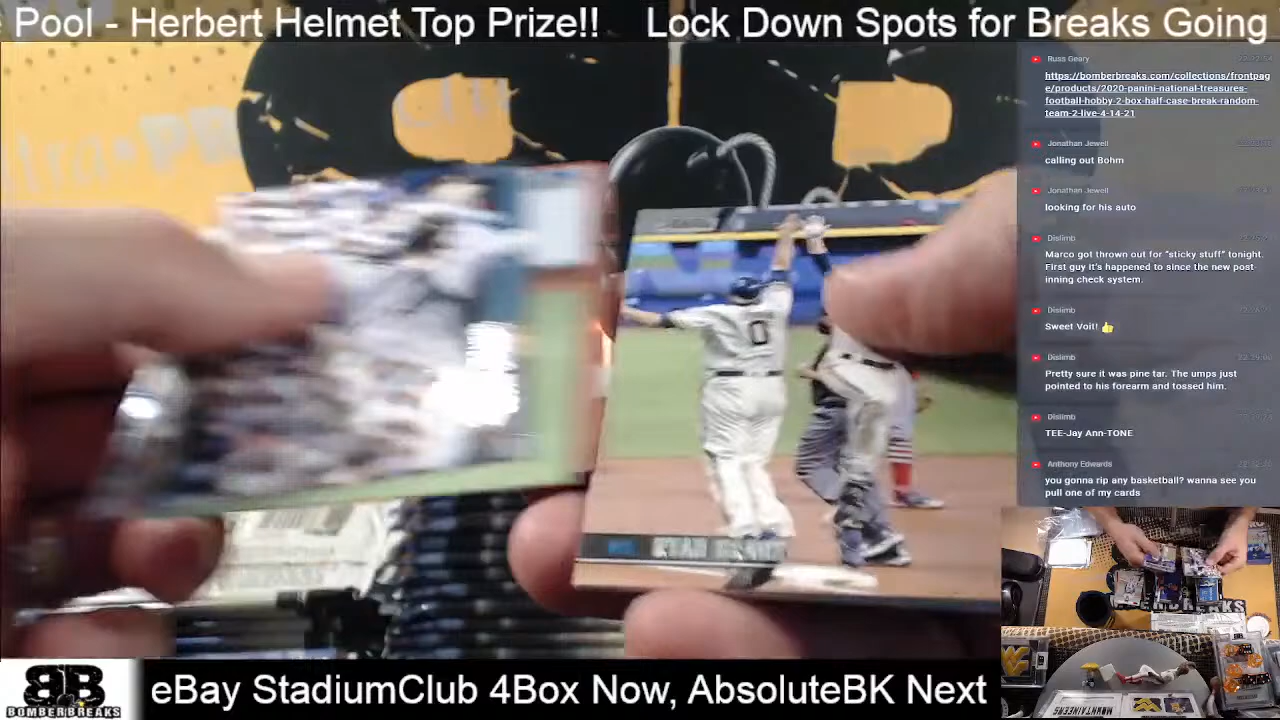 Pool - Herbert Helmet Top Prize!!     Lock Down Spots for Breaks Going
Russ Geary
https://bomberbreaks.com/collections/frontpag
e/products/2020-panini-national-treasures-
football-hobby-2-box-half-case-break-random-
team-2-live-4-14-21
Jonathan Jewell
calling out Bohm
Jonathan Jewell
looking for his auto
Dislimb
Marco got thrown out for "sticky stuff" tonight.
First guy it's happened to since the new post
inning check system.
Dislimb
Sweet Voit! 👍
Dislimb
Pretty sure it was pine tar. The umps just
pointed to his forearm and tossed him.
Dislimb
TEE-Jay Ann-TONE
Anthony Edwards
you gonna rip any basketball? wanna see you
pull one of my cards
0
BB
BOMBERBREAKS
eBay StadiumClub 4Box Now, AbsoluteBK Next
MOUNTAINEERS